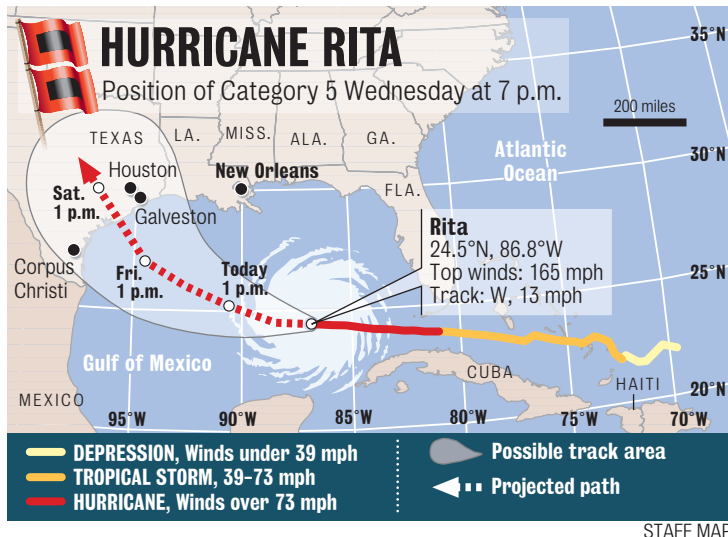 HURRICANE RITA
Position of Category 5 Wednesday at 7 p.m.
35°N
200 miles
TEXAS
LA.
MISS.
ALA.
GA.
Atlantic
Ocean
30°N
Houston
New Orleans
Sat.
1 p.m.
Galveston
FLA.
Rita
24.5°N, 86.8°W
Top winds: 165 mph
Track: W, 13 mph
Corpus
Christi
Fri.
1 p.m.
Today
1 p.m.
25°N
Gulf of Mexico
CUBA
HAITI
20°N
MEXICO
95°W
90°W
85°W
80°W
75°W
70°W
DEPRESSION, Winds under 39 mph
TROPICAL STORM, 39-73 mph
HURRICANE, Winds over 73 mph
Possible track area
Projected path
STAFF MAP